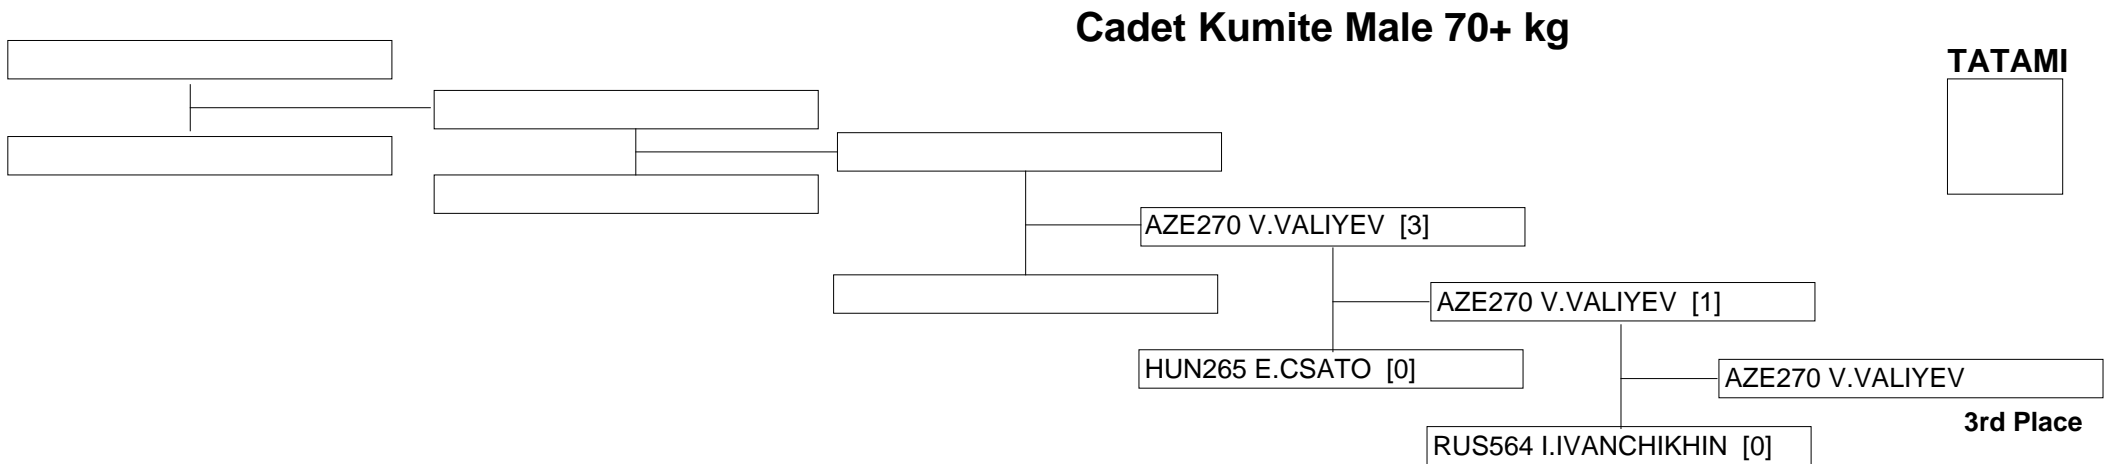 Cadet Kumite Male 70+ kg
TATAMI
AZE270 V.VALIYEV [3]
AZE270 V.VALIYEV [1]
HUN265 E.CSATO [0]
AZE270 V.VALIYEV
3rd Place
RUS564 I.IVANCHIKHIN [0]